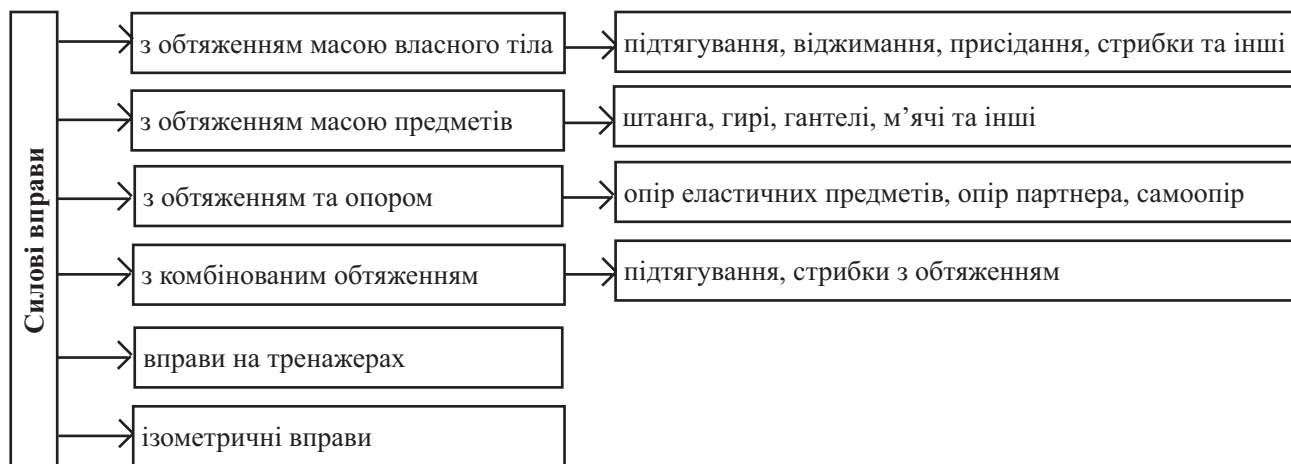 Силові вправи
з обтяженням масою власного тіла
підтягування, віджимання, присідання, стрибки та інші
з обтяженням масою предметів
штанга, гирі, гантелі, м’ячі та інші
з обтяженням та опором
опір еластичних предметів, опір партнера, самоопір
з комбінованим обтяженням
підтягування, стрибки з обтяженням
вправи на тренажерах
ізометричні вправи